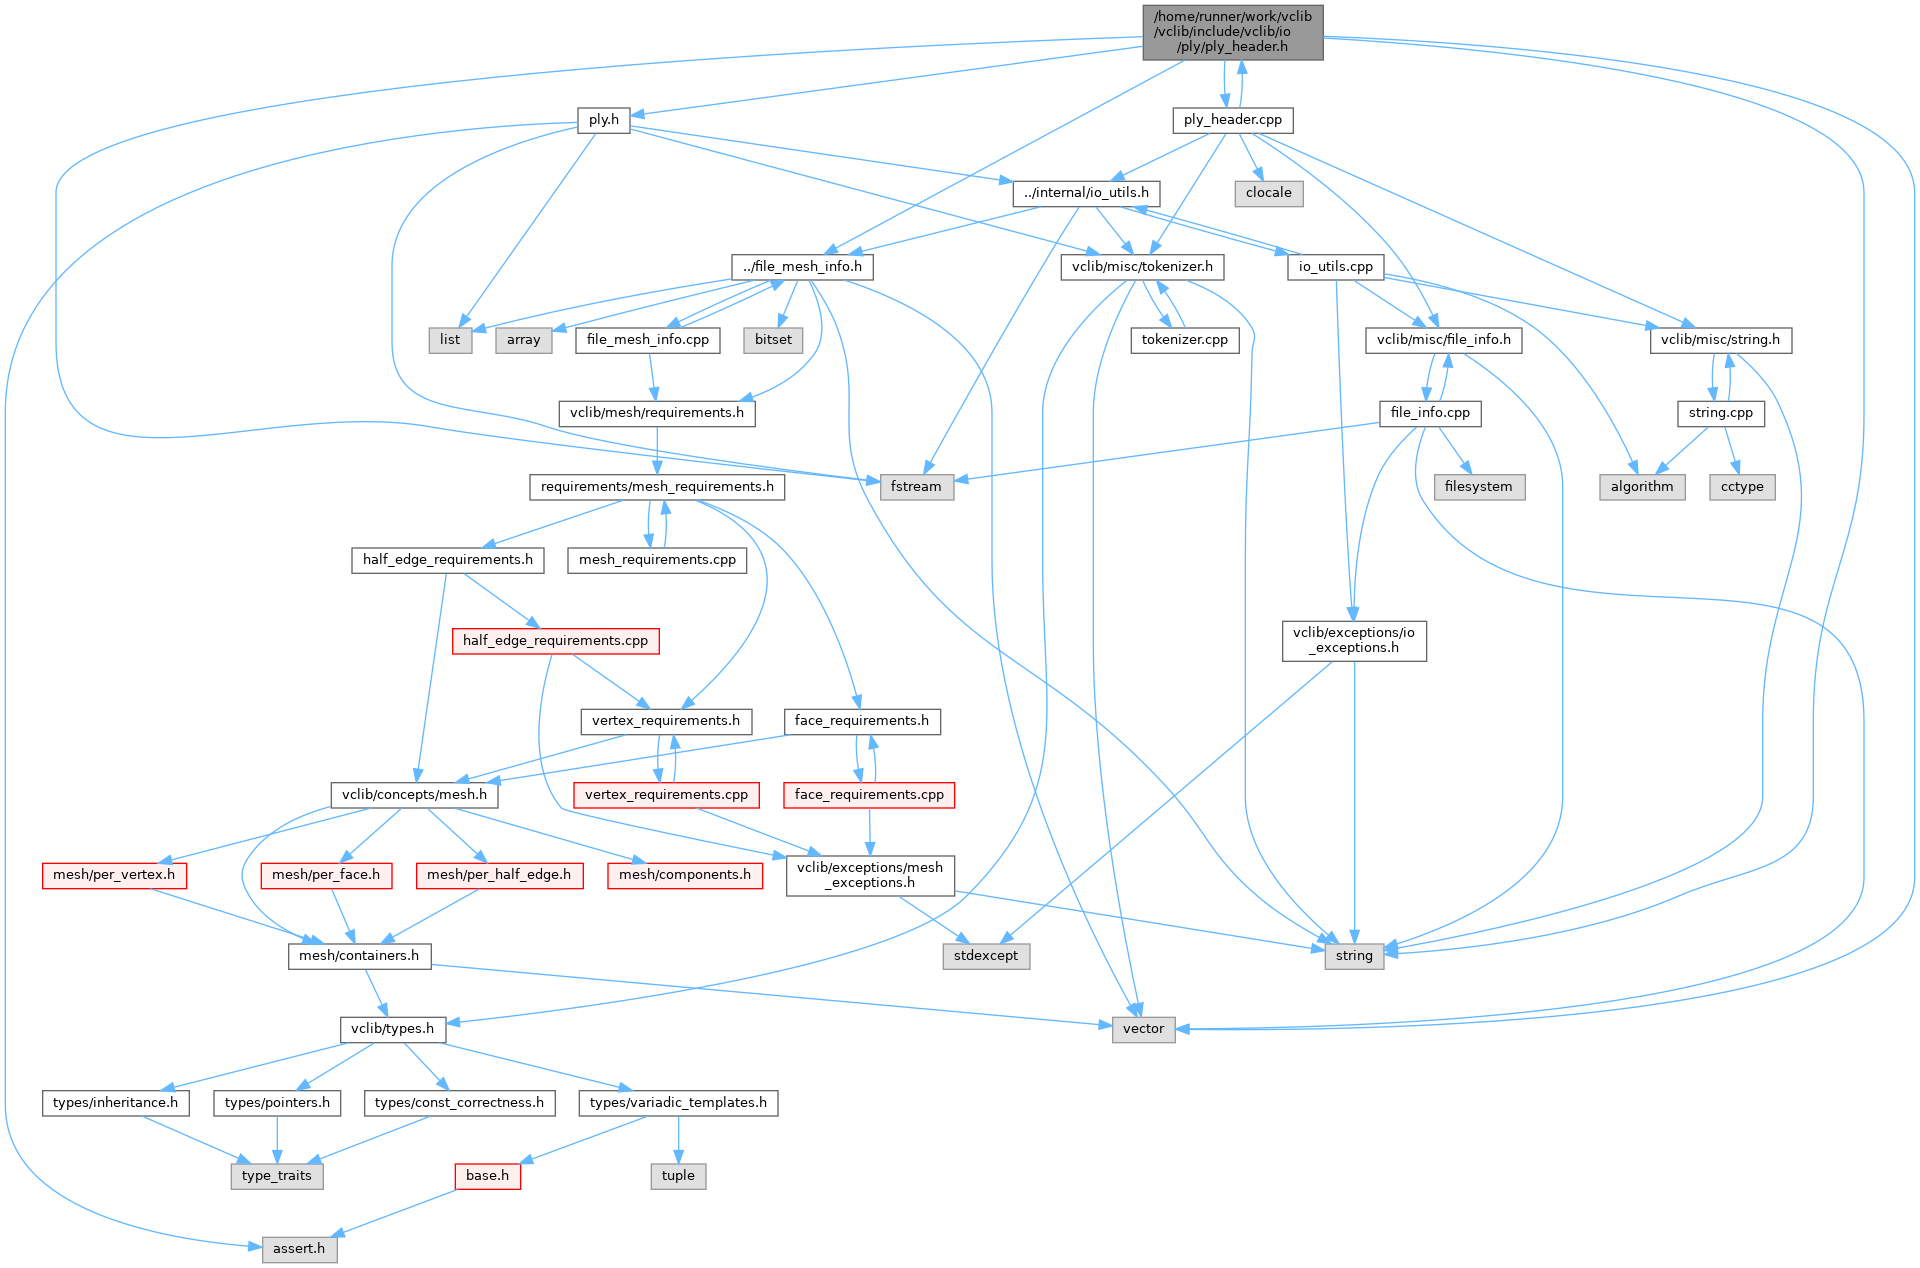 /home/runner/work/vclib
/vclib/include/vclib/io
/ply/ply_header.h
ply.h
ply_header.cpp
../internal/io_utils.h
clocale
../file_mesh_info.h
vclib/misc/tokenizer.h
io_utils.cpp
list
array
file_mesh_info.cpp
bitset
tokenizer.cpp
vclib/misc/file_info.h
vclib/misc/string.h
vclib/mesh/requirements.h
file_info.cpp
string.cpp
requirements/mesh_requirements.h
fstream
filesystem
algorithm
cctype
half_edge_requirements.h
mesh_requirements.cpp
half_edge_requirements.cpp
vclib/exceptions/io
_exceptions.h
vertex_requirements.h
face_requirements.h
vclib/concepts/mesh.h
vertex_requirements.cpp
face_requirements.cpp
mesh/per_vertex.h
mesh/per_face.h
mesh/per_half_edge.h
mesh/components.h
vclib/exceptions/mesh
_exceptions.h
mesh/containers.h
stdexcept
string
vclib/types.h
vector
types/inheritance.h
types/pointers.h
types/const_correctness.h
types/variadic_templates.h
type_traits
base.h
tuple
assert.h